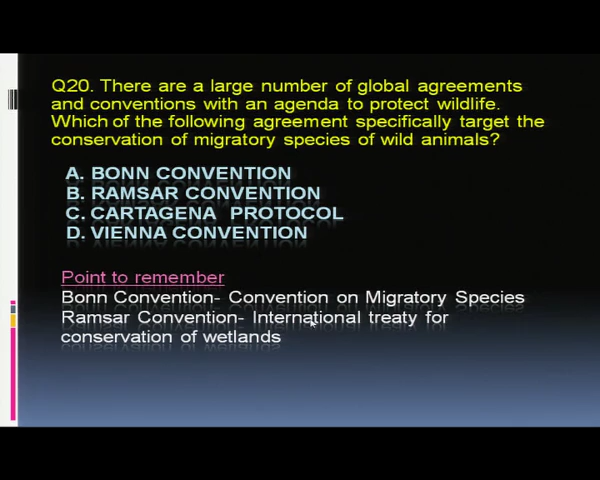 Q20. There are a large number of global agreements
and conventions with an agenda to protect wildlife.
Which of the following agreement specifically target the
conservation of migratory species of wild animals?
A. BONN CONVENTION
B. RAMSAR CONVENTION
C. CARTAGENA PROTOCOL
D. VIENNA CONVENTION
Point to remember
Bonn Convention- Convention on Migratory Species
Ramsar Convention- International treaty for
conservation of wetlands